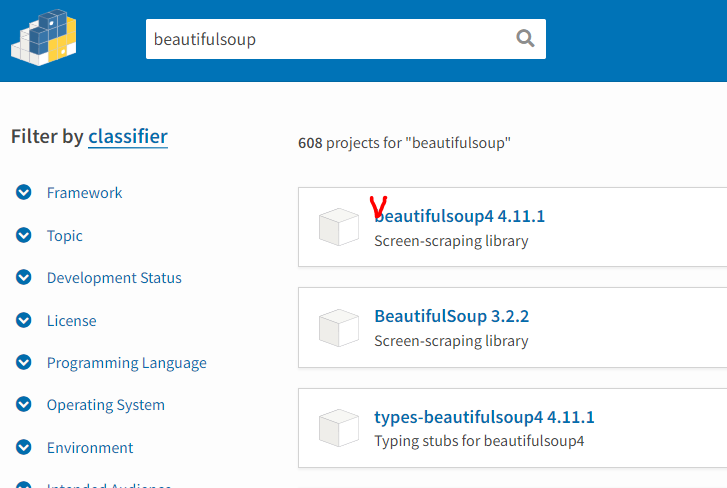 beautifulsoup
Filter by classifier
608 projects for "beautifulsoup"
Framework
Topic
Development Status
License
Programming Language
Operating System
Environment
Intended Audience
V
beautifulsoup4 4.11.1
Screen-scraping library
BeautifulSoup 3.2.2
Screen-scraping library
types-beautifulsoup4 4.11.1
Typing stubs for beautifulsoup4